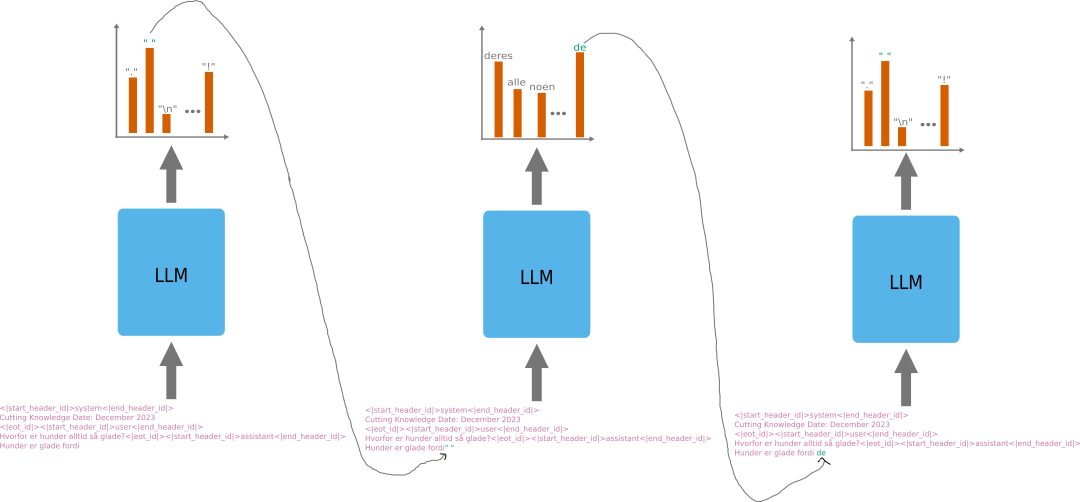 " "
"."
"\n"
"!"
...
LLM
<|start_header_id|>system<|end_header_id|>
Cutting Knowledge Date: December 2023
<|eot_id|><|start_header_id|>user<|end_header_id|>
Hvorfor er hunder alltid så glade?<|eot_id|><|start_header_id|>assistant<|end_header_id|>
Hunder er glade fordi
de
deres
alle
noen
...
LLM
<|start_header_id|>system<|end_header_id|>
Cutting Knowledge Date: December 2023
<|eot_id|><|start_header_id|>user<|end_header_id|>
Hvorfor er hunder alltid så glade?<|eot_id|><|start_header_id|>assistant<|end_header_id|>
Hunder er glade fordi" "
" "
"."
"!"
"\n"
...
LLM
<|start_header_id|>system<|end_header_id|>
Cutting Knowledge Date: December 2023
<|eot_id|><|start_header_id|>user<|end_header_id|>
Hvorfor er hunder alltid så glade?<|eot_id|><|start_header_id|>assistant<|end_header_id|>
Hunder er glade fordi de